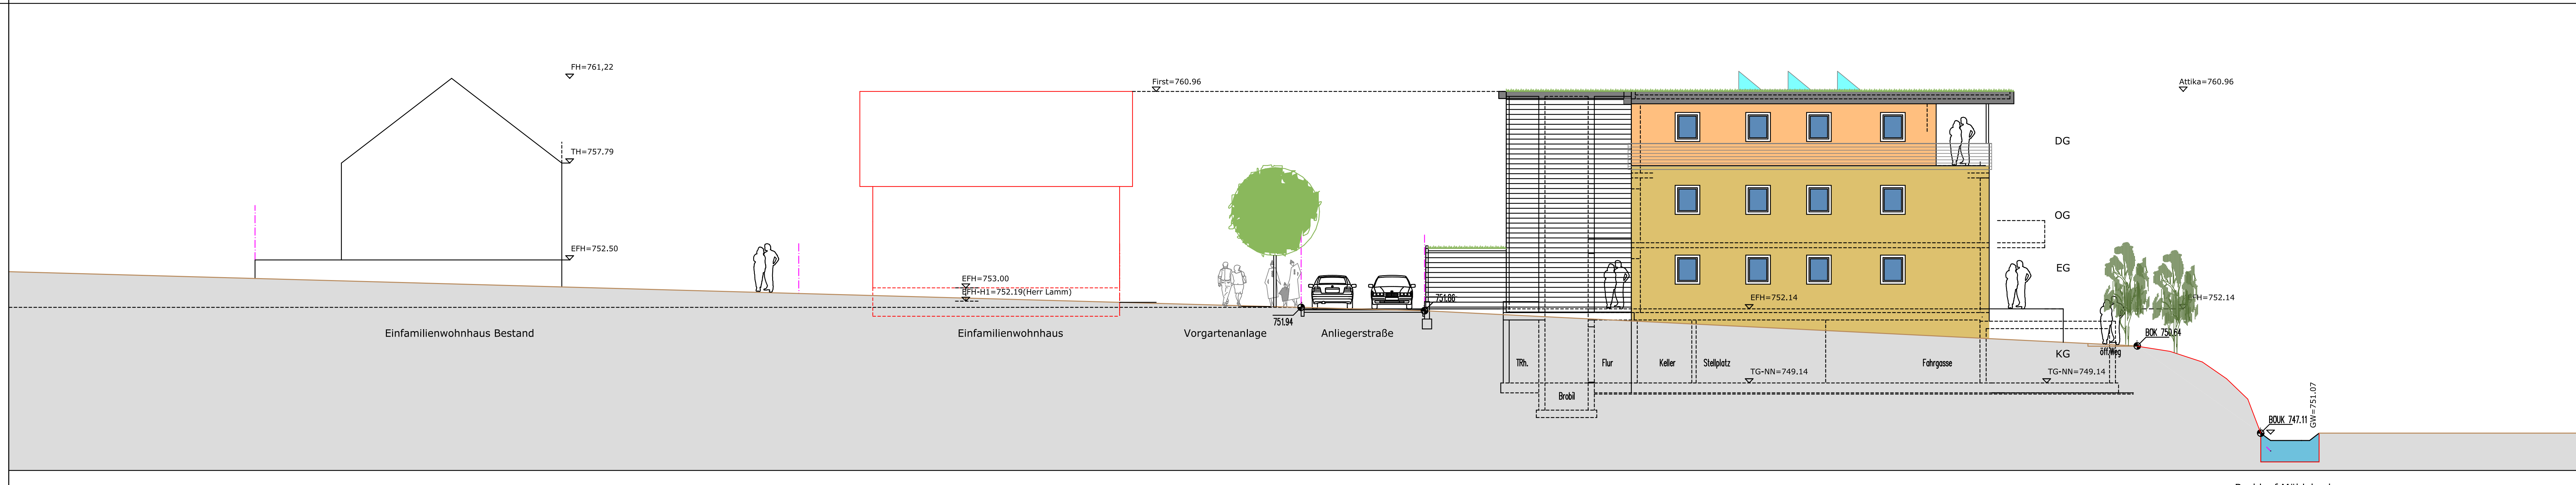 FH=761,22
First=760.96
Attika=760.96
TH=757.79
DG
OG
EFH=752.50
EG
EFH=753.00
EFH-H1=752.19(Herr Lamm)
751.88
EFH=752.14
EFH=752.14
751.94
Einfamilienwohnhaus Bestand
Einfamilienwohnhaus
Vorgartenanlage
Anliegerstraße
BOK 750.64
öff.Weg
KG
TRh.
Flur
Keller
Stellplatz
Fahrgasse
TG-NN=749.14
TG-NN=749.14
Brobil
GW=751.07
BOUK 747.11